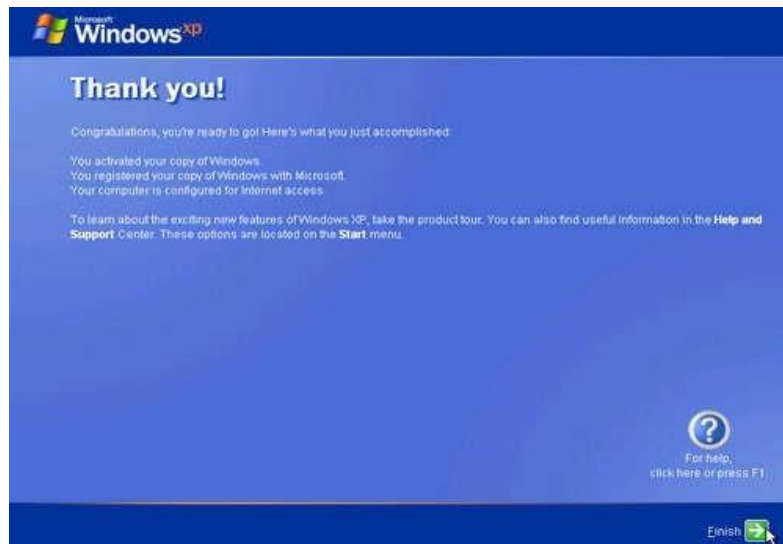 Microsoft
Windows xp
Thank you!
Congratulations, you're ready to go! Here's what you just accomplished:
You activated your copy of Windows.
You registered your copy of Windows with Microsoft.
Your computer is configured for Internet access.
To learn about the exciting new features of Windows XP, take the product tour. You can also find useful information in the Help and
Support Center. These options are located on the Start menu.
?
For help,
click here or press F1
Finish